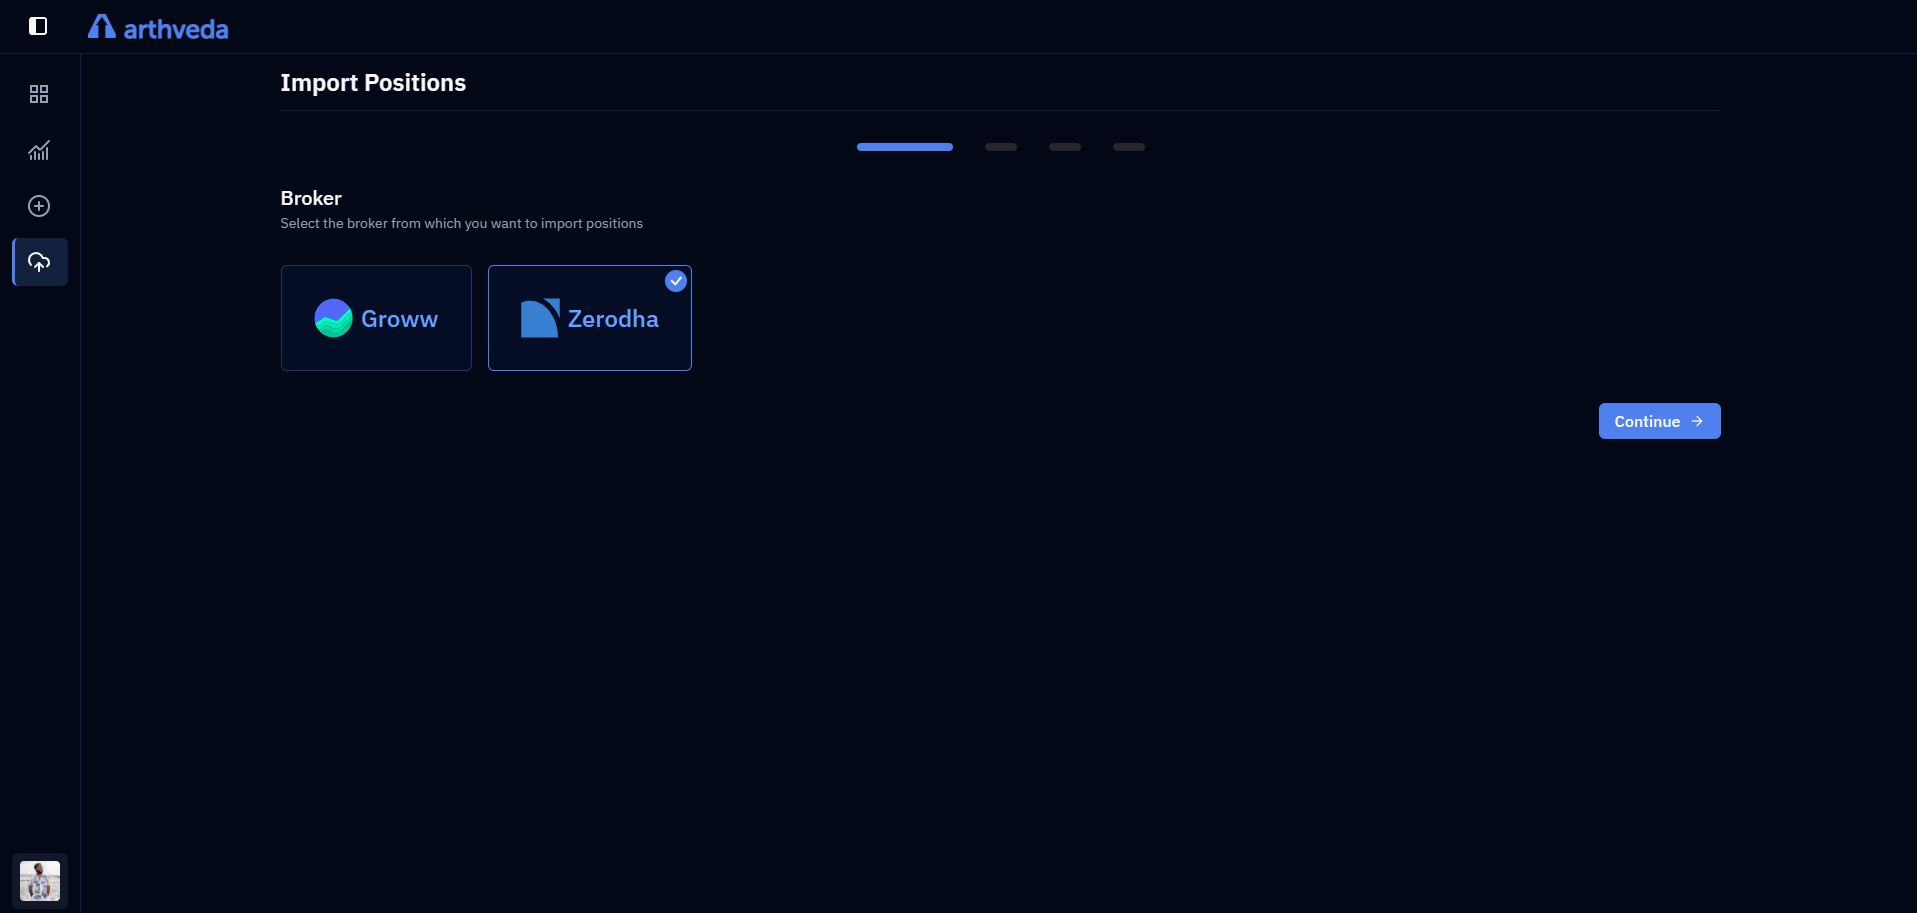 arthveda
Import Positions
Broker
Select the broker from which you want to import positions
Groww
Zerodha
Continue